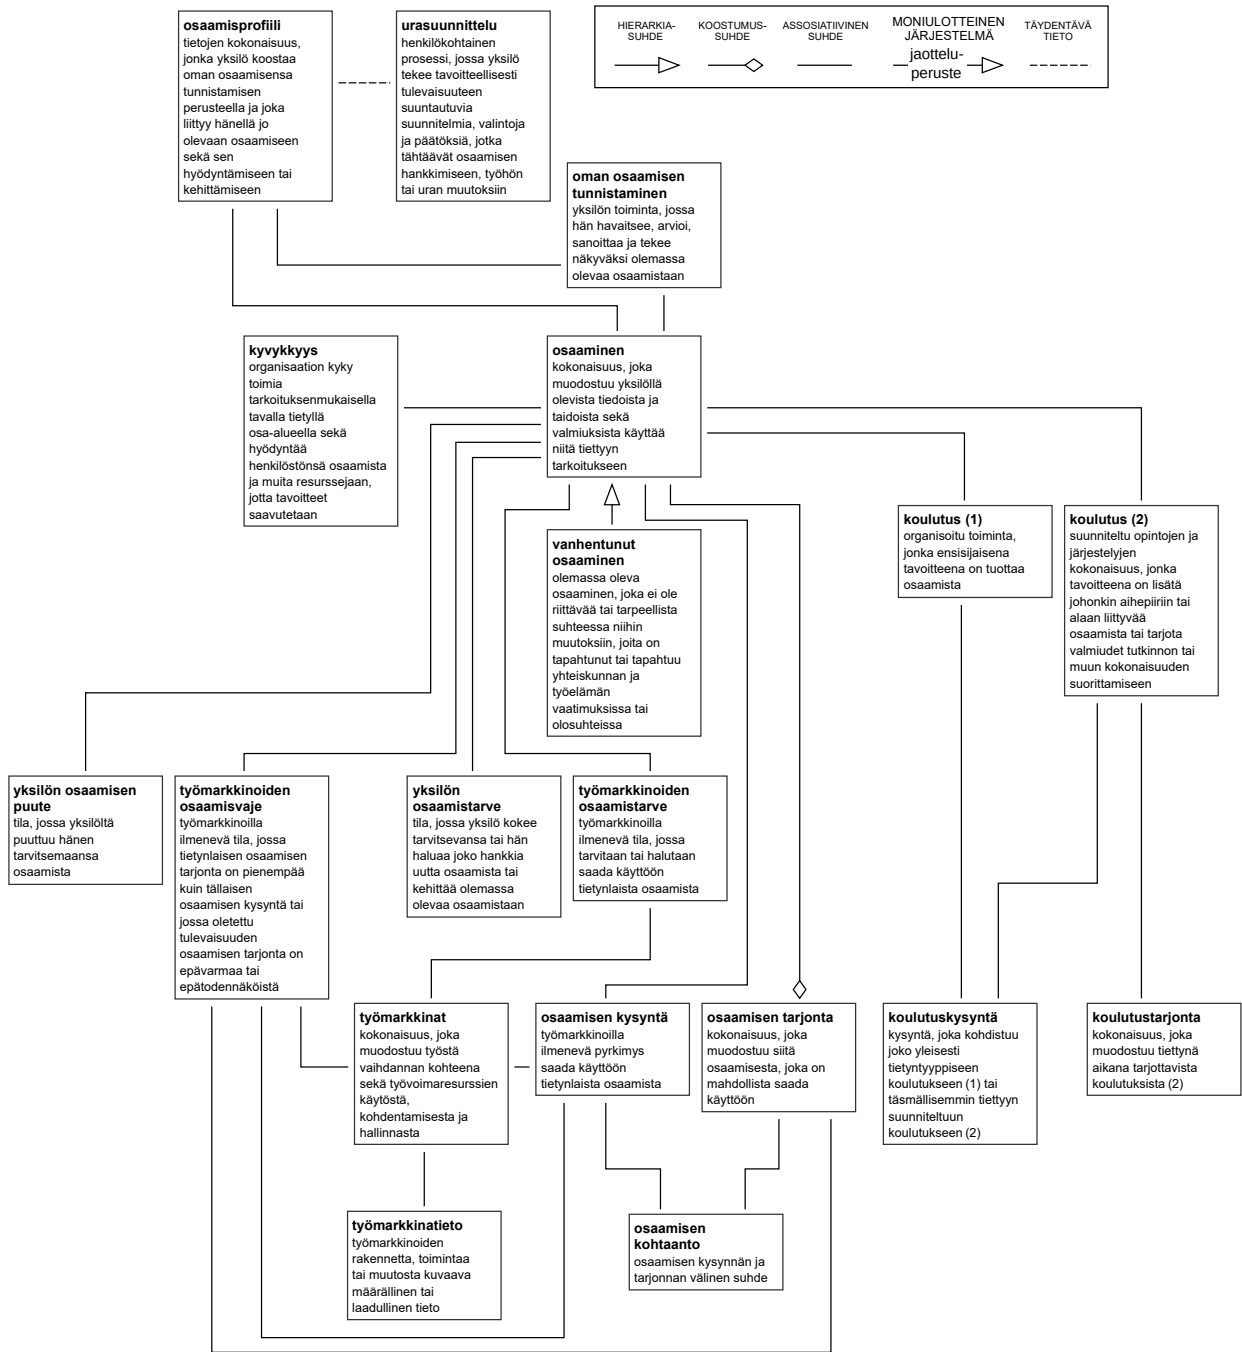 osaamisprofiili
tietojen kokonaisuus,
jonka yksilö koostaa
oman osaamisensa
tunnistamisen
perusteella ja joka
liittyy hänellä jo
olevaan osaamiseen
sekä sen
hyödyntämiseen tai
kehittämiseen
urasuunnittelu
henkilökohtainen
prosessi, jossa yksilö
tekee tavoitteellisesti
tulevaisuuteen
suuntautuvia
suunnitelmia, valintoja
ja päätöksiä, jotka
tähtäävät osaamisen
hankkimiseen, työhön
tai uran muutoksiin
HIERARKIA-
SUHDE
KOOSTUMUS-
SUHDE
ASSOSIATIIVINEN
SUHDE
MONIULOTTEINEN
JÄRJESTELMÄ
jaottelu-
peruste
TÄYDENTÄVÄ
TIETO
oman osaamisen
tunnistaminen
yksilön toiminta, jossa
hän havaitsee, arvioi,
sanoittaa ja tekee
näkyväksi olemassa
olevaa osaamistaan
kyvykkyys
organisaation kyky
toimia
tarkoituksenmukaisella
tavalla tietyllä
osa-alueella sekä
hyödyntää
henkilöstönsä osaamista
ja muita resurssejaan,
jotta tavoitteet
saavutetaan
osaaminen
kokonaisuus, joka
muodostuu yksilöllä
olevista tiedoista ja
taidoista sekä
valmiuksista käyttää
niitä tiettyyn
tarkoitukseen
vanhentunut
osaaminen
olemassa oleva
osaaminen, joka ei ole
riittävää tai tarpeellista
suhteessa niihin
muutoksiin, joita on
tapahtunut tai tapahtuu
yhteiskunnan ja
työelämän
vaatimuksissa tai
olosuhteissa
koulutus (1)
organisoitu toiminta,
jonka ensisijaisena
tavoitteena on tuottaa
osaamista
koulutus (2)
suunniteltu opintojen ja
järjestelyjen
kokonaisuus, jonka
tavoitteena on lisätä
johonkin aihepiiriin tai
alaan liittyvää
osaamista tai tarjota
valmiudet tutkinnon tai
muun kokonaisuuden
suorittamiseen
yksilön osaamisen
puute
tila, jossa yksilöltä
puuttuu hänen
tarvitsemaansa
osaamista
työmarkkinoiden
osaamisvaje
työmarkkinoilla
ilmenevä tila, jossa
tietynlaisen osaamisen
tarjonta on pienempää
kuin tällaisen
osaamisen kysyntä tai
jossa oletettu
tulevaisuuden
osaamisen tarjonta on
epävarmaa tai
epätodennäköistä
yksilön
osaamistarve
tila, jossa yksilö kokee
tarvitsevansa tai hän
haluaa joko hankkia
uutta osaamista tai
kehittää olemassa
olevaa osaamistaan
työmarkkinoiden
osaamistarve
työmarkkinoilla
ilmenevä tila, jossa
tarvitaan tai halutaan
saada käyttöön
tietynlaista osaamista
työmarkkinat
kokonaisuus, joka
muodostuu työstä
vaihdannan kohteena
sekä työvoimaresurssien
käytöstä,
kohdentamisesta ja
hallinnasta
osaamisen kysyntä
työmarkkinoilla
ilmenevä pyrkimys
saada käyttöön
tietynlaista osaamista
osaamisen tarjonta
kokonaisuus, joka
muodostuu siitä
osaamisesta, joka on
mahdollista saada
käyttöön
koulutuskysyntä
kysyntä, joka kohdistuu
joko yleisesti
tietyntyyppiseen
koulutukseen (1) tai
täsmällisemmin tiettyyn
suunniteltuun
koulutukseen (2)
koulutustarjonta
kokonaisuus, joka
muodostuu tiettynä
aikana tarjottavista
koulutuksista (2)
työmarkkinatieto
työmarkkinoiden
rakennetta, toimintaa
tai muutosta kuvaava
määrällinen tai
laadullinen tieto
osaamisen
kohtaanto
osaamisen kysynnän ja
tarjonnan välinen suhde